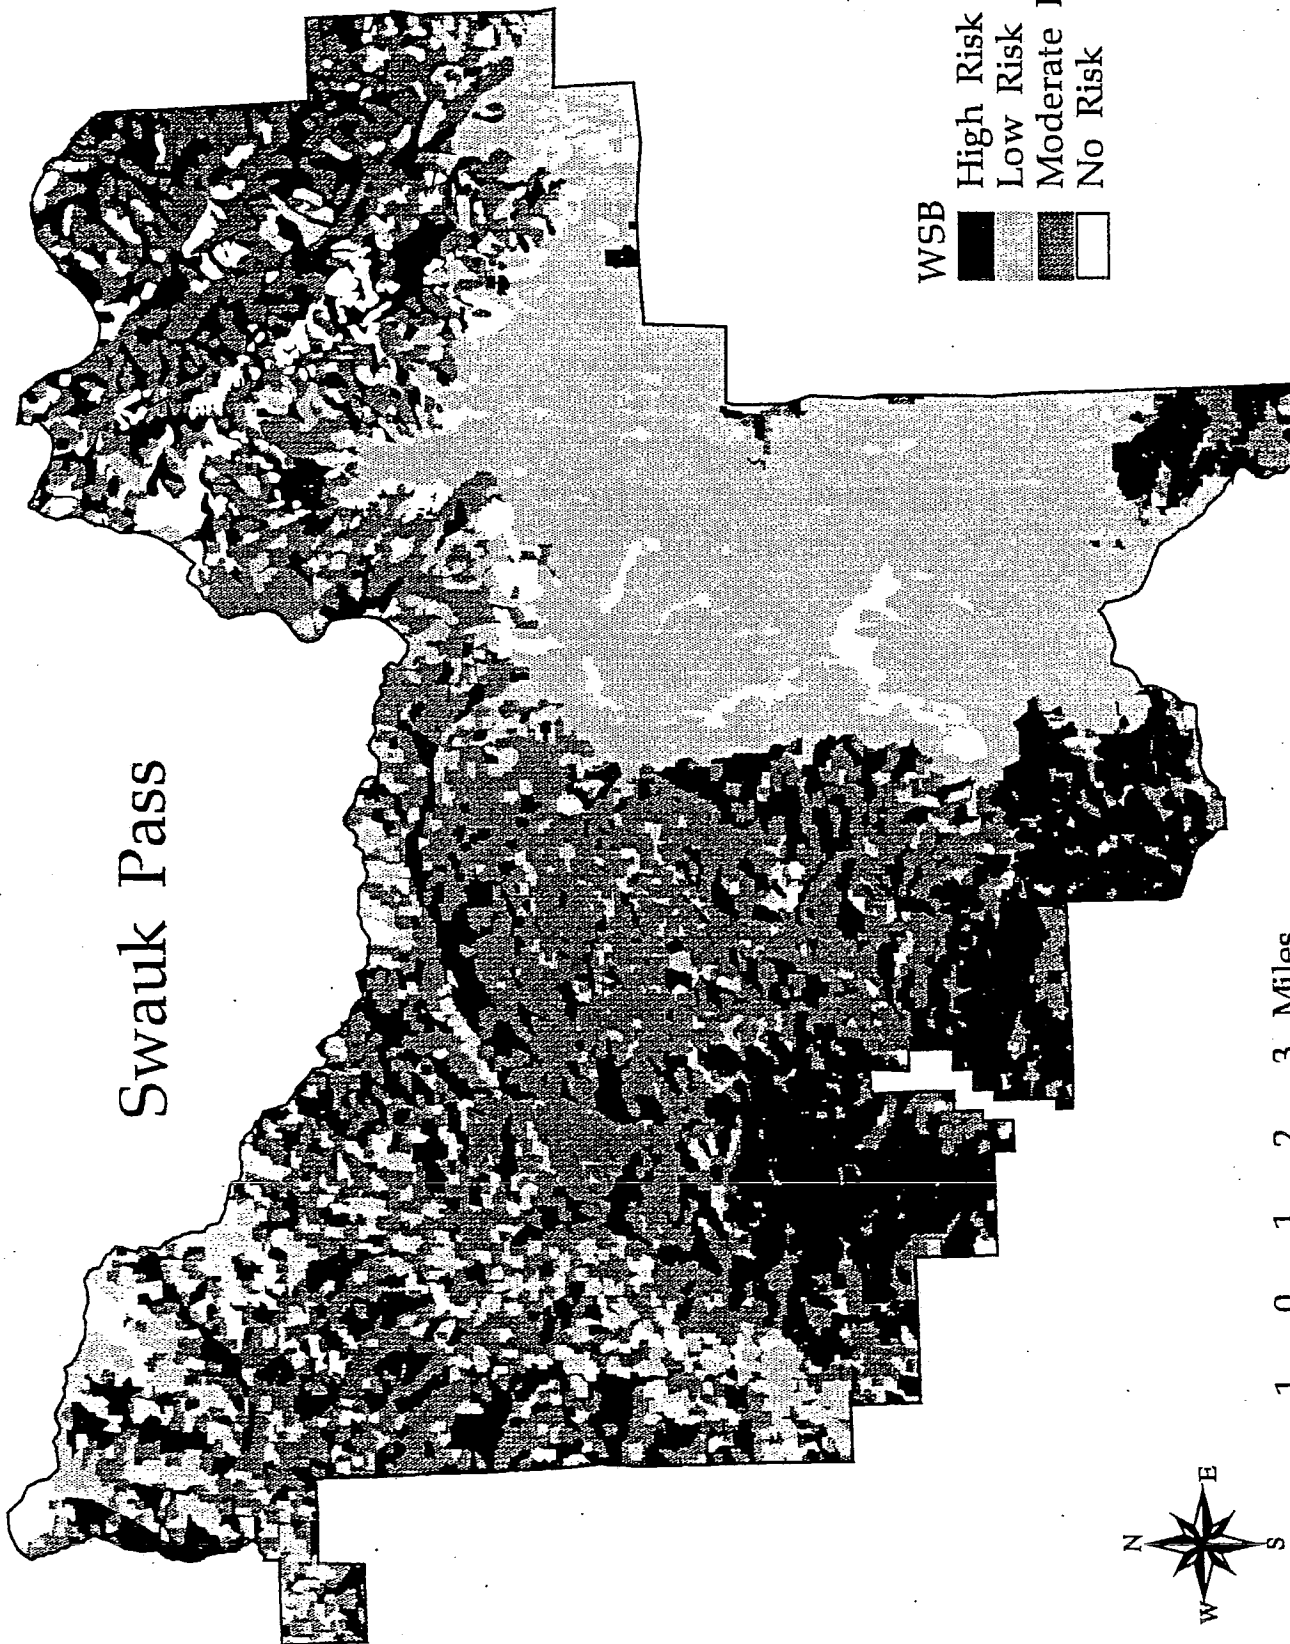 Swauk Pass
WSB
High Risk
Low Risk
Moderate
No Risk
1 0 1 2 3 Miles
N
W E
S